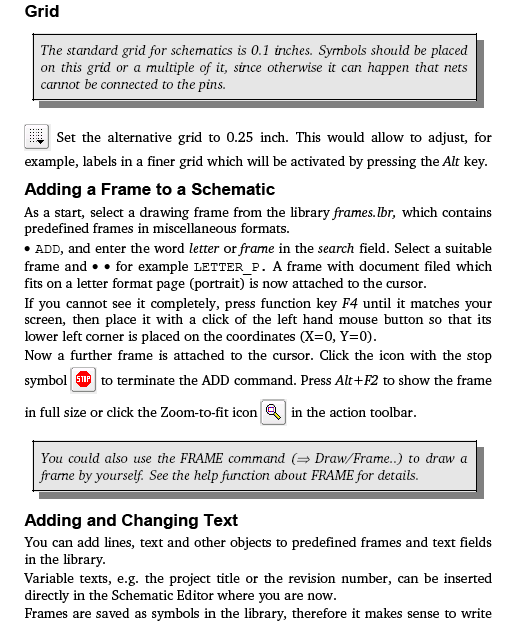 Grid
The standard grid for schematics is 0.1 inches. Symbols should be placed
on this grid or a multiple of it, since otherwise it can happen that nets
cannot be connected to the pins.
Set the alternative grid to 0.25 inch. This would allow to adjust, for
example, labels in a finer grid which will be activated by pressing the Alt key.
Adding a Frame to a Schematic
As a start, select a drawing frame from the library frames.lbr, which contains
predefined frames in miscellaneous formats.
• ADD, and enter the word letter or frame in the search field. Select a suitable
frame and • • for example LETTER_P. A frame with document filed which
fits on a letter format page (portrait) is now attached to the cursor.
If you cannot see it completely, press function key F4 until it matches your
screen, then place it with a click of the left hand mouse button so that its
lower left corner is placed on the coordinates (X=0, Y=0).
Now a further frame is attached to the cursor. Click the icon with the stop
symbol STOP to terminate the ADD command. Press Alt+F2 to show the frame
in full size or click the Zoom-to-fit icon in the action toolbar.
You could also use the FRAME command (⇒ Draw/Frame..) to draw a
frame by yourself. See the help function about FRAME for details.
Adding and Changing Text
You can add lines, text and other objects to predefined frames and text fields
in the library.
Variable texts, e.g. the project title or the revision number, can be inserted
directly in the Schematic Editor where you are now.
Frames are saved as symbols in the library, therefore it makes sense to write